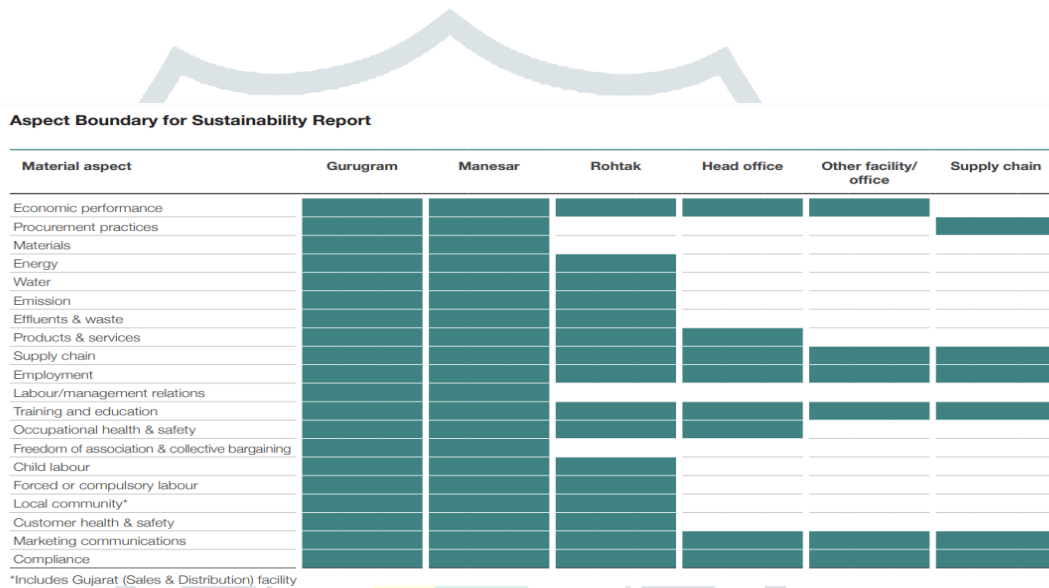 Aspect Boundary for Sustainability Report
Material aspect Gurugram Manesar Rohtak Head office Other facility/ office Supply chain
Economic performance
Procurement practices
Materials
Energy
Water
Emission
Effluents & waste
Products & services
Supply chain
Employment
Labour/management relations
Training and education
Occupational health & safety
Freedom of association & collective bargaining
Child labour
Forced or compulsory labour
Local community*
Customer health & safety
Marketing communications
Compliance
*Includes Gujarat (Sales & Distribution) facility